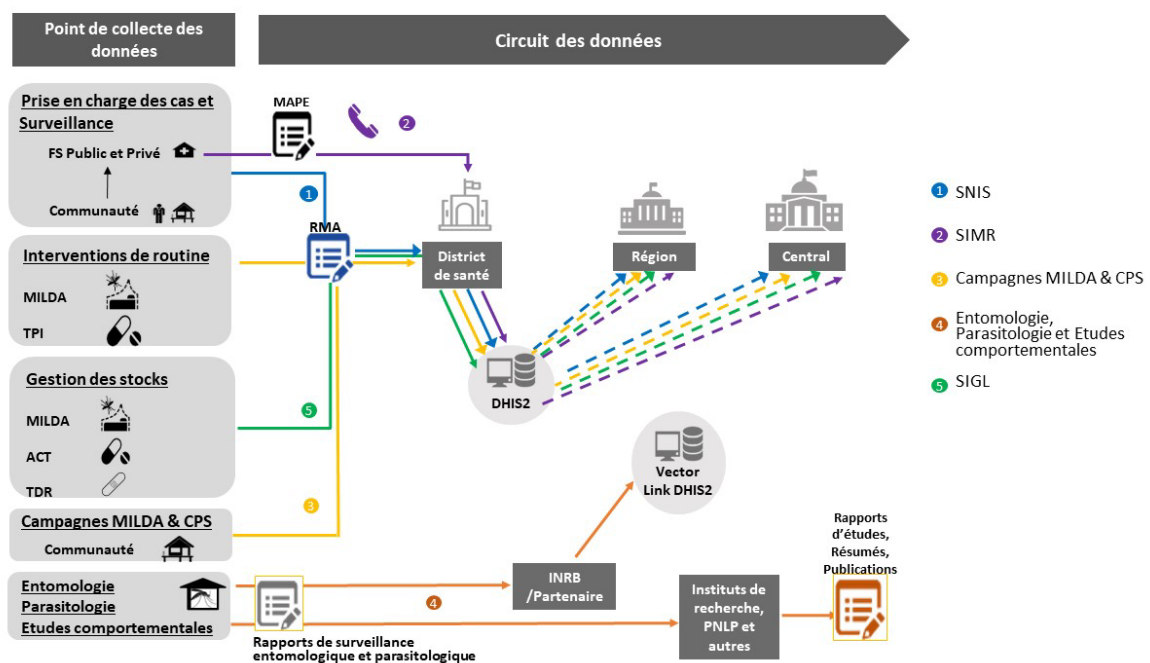 Point de collecte des
données
Circuit des données
Prise en charge des cas et
Surveillance
FS Public et Privé
Communauté
MAPE
2
1
RMA
Interventions de routine
MILDA
TPI
District
de santé
Région
Central
DHIS2
1 SNIS
2 SIMR
3 Campagnes MILDA & CPS
4 Entomologie,
Parasitologie et Etudes
comportementales
5 SIGL
Gestion des stocks
MILDA
ACT
TDR
5
3
Vector
Link DHIS2
Campagnes MILDA & CPS
Communauté
Entomologie
Parasitologie
Etudes comportementales
4
Rapports de surveillance
entomologique et parasitologique
INRB
/Partenaire
Instituts de
recherche,
PNLP et
autres
Rapports
d'études,
Résumés,
Publications